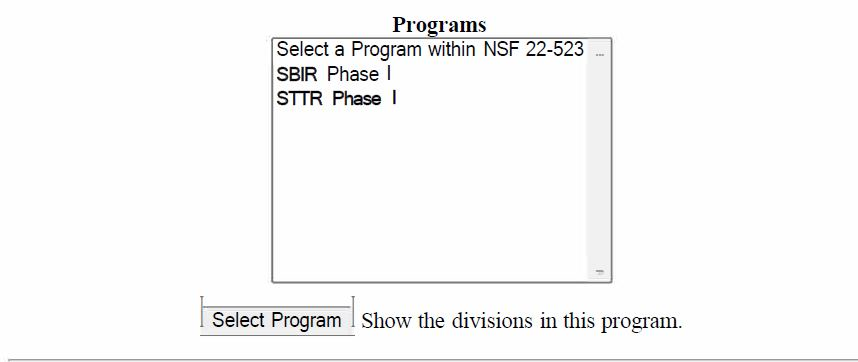 Programs
Select a Program within NSF 22-523
SBIR Phase I
STTR Phase I
Select Program Show the divisions in this program.